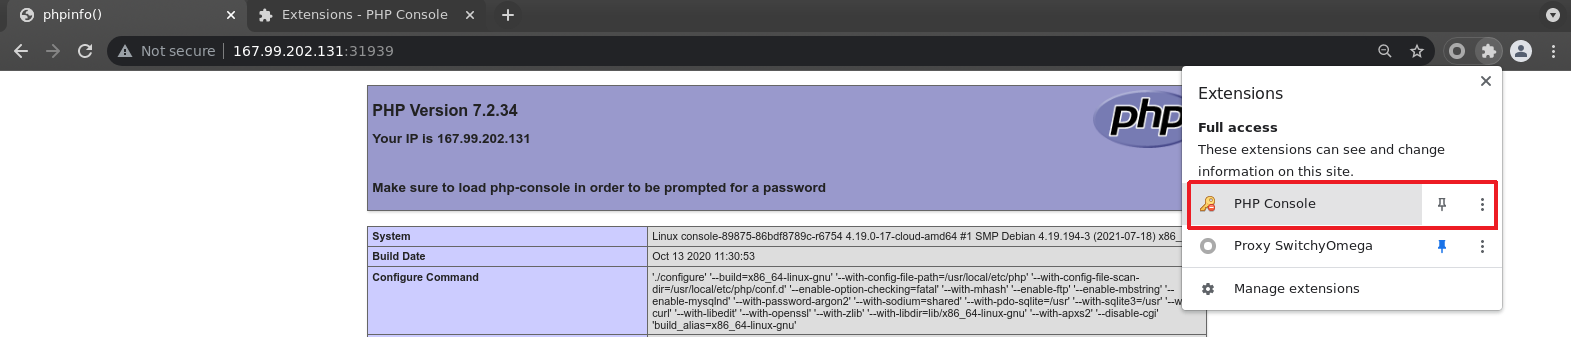 phpinfo()
Extensions - PHP Console
Not secure
167.99.202.131:31939
PHP Version 7.2.34
Your IP is 167.99.202.131
Make sure to load php-console in order to be prompted for a password
php
System
Linux console-89875-86bdf8789c-r6754 4.19.0-17-cloud-amd64 #1 SMP Debian 4.19.194-3 (2021-07-18) x86_
Build Date
Oct 13 2020 11:30:53
Configure Command
'./configure' '--build=x86_64-linux-gnu' '--with-config-file-path=/usr/local/etc/php' '--with-config-file-scan-
dir=/usr/local/etc/php/conf.d' '--enable-option-checking=fatal' '--with-mhash' '--enable-ftp' '--enable-mbstring' '--
enable-mysqlnd' '--with-password-argon2' '--with-sodium=shared' '--with-pdo-sqlite=/usr' '--with-sqlite3=/usr' '--w
curl' '--with-libedit' '--with-openssl' '--with-zlib' '--with-libdir=lib/x86_64-linux-gnu' '--with-apxs2' '--disable-cgi'
'build_alias=x86_64-linux-gnu'
Extensions
Full access
These extensions can see and change
information on this site.
PHP Console
Proxy SwitchyOmega
Manage extensions